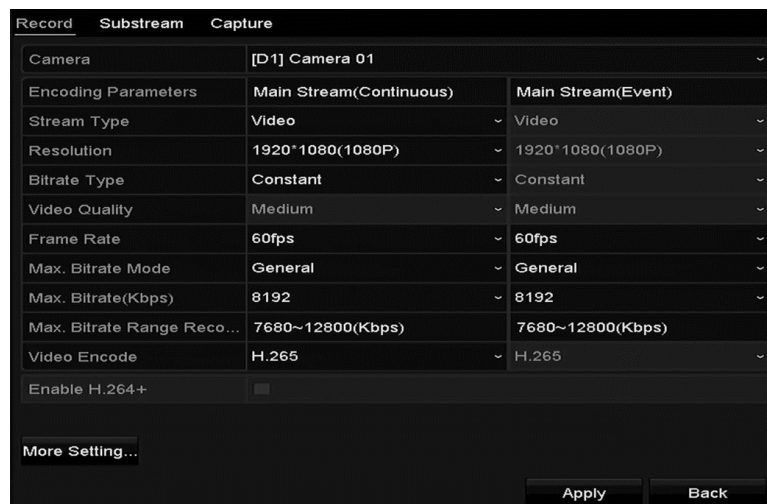 Record Substream Capture
Camera [D1] Camera 01
Encoding Parameters Main Stream(Continuous) Main Stream(Event)
Stream Type Video Video
Resolution 1920*1080(1080P) 1920*1080(1080P)
Bitrate Type Constant Constant
Video Quality Medium Medium
Frame Rate 60fps 60fps
Max. Bitrate Mode General General
Max. Bitrate(Kbps) 8192 8192
Max. Bitrate Range Reco... 7680~12800(Kbps) 7680~12800(Kbps)
Video Encode H.265 H.265
Enable H.264+
More Setting...
Apply Back